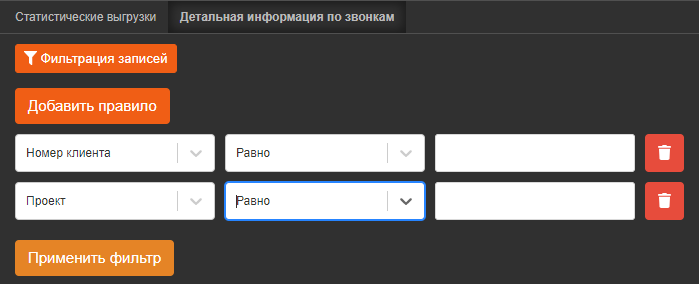 Статистические выгрузки Детальная информация по звонкам
Фильтрация записей
Добавить правило
Номер клиента Равно
Проект Равно
Применить фильтр